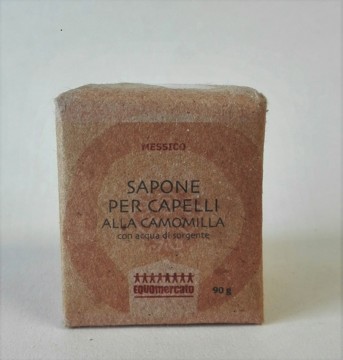 MESSICO
SAPONE
PER CAPELLI
ALLA CAMOMILLA
con acqua di sorgente
EQUOmercato
90 g